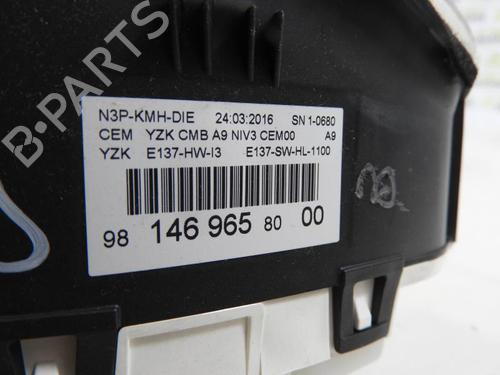 N3P-KMH-DIE 24:03:2016 SN 1-0680
CEM YZK CMB A9 NIV3 CEM00 A9
YZK E137-HW-I3 E137-SW-HL-1100
98 146 965 80 00